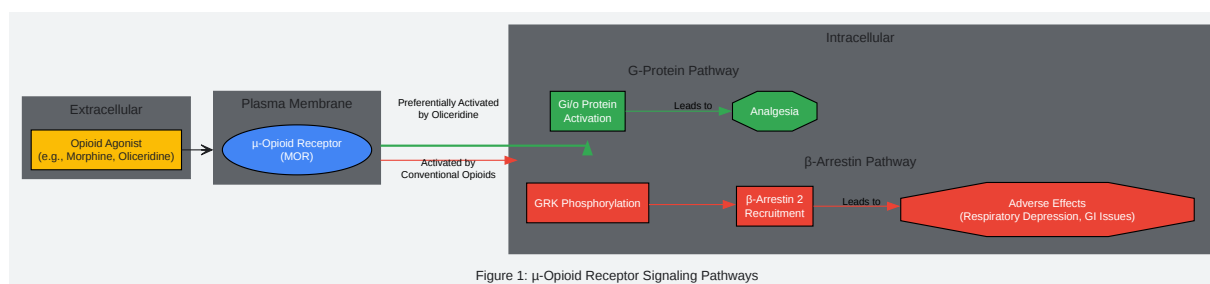 Extracellular
Opioid Agonist
(e.g., Morphine, Oliceridine)
Plasma Membrane
µ-Opioid Receptor
(MOR)
Preferentially Activated
by Oliceridine
Activated by
Conventional Opioids
Intracellular
G-Protein Pathway
Gi/o Protein
Activation
Leads to
Analgesia
β-Arrestin Pathway
GRK Phosphorylation
β-Arrestin 2
Recruitment
Leads to
Adverse Effects
(Respiratory Depression, GI Issues)
Figure 1: µ-Opioid Receptor Signaling Pathways